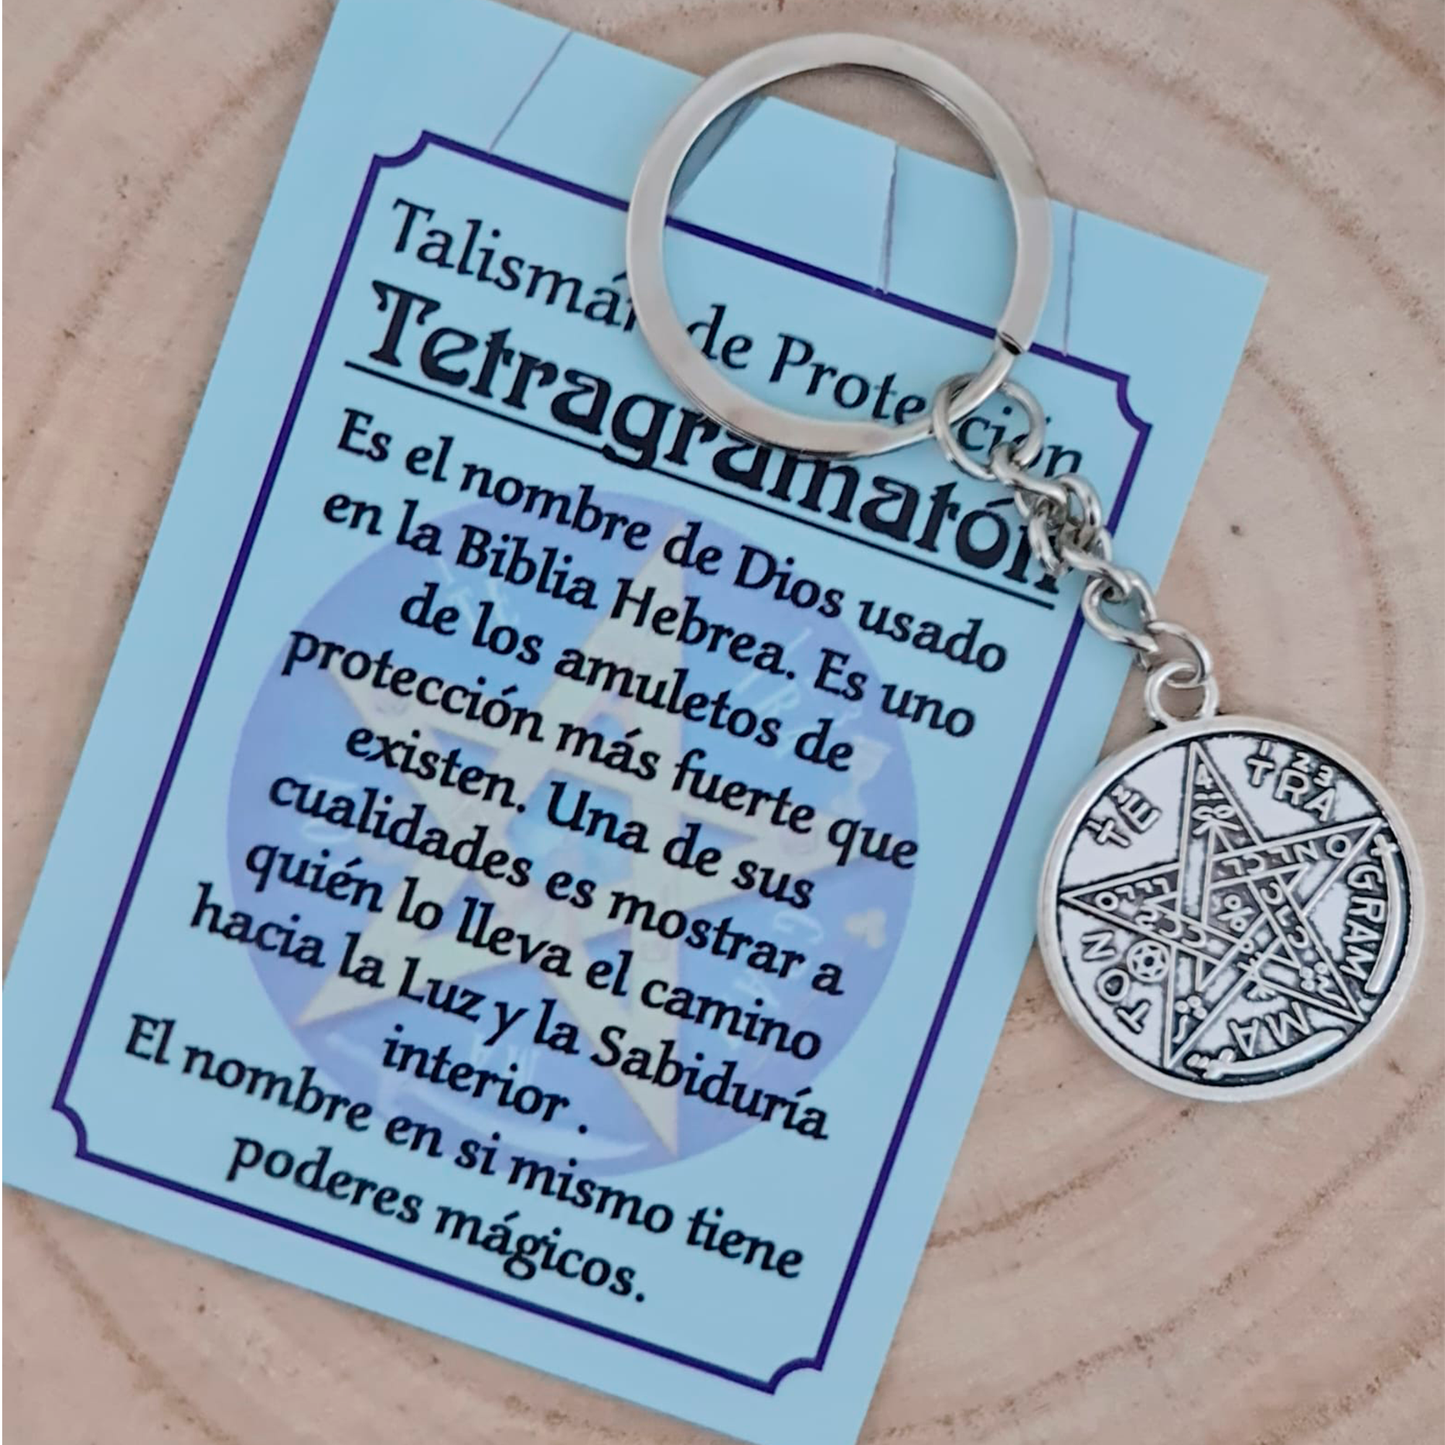 Talismán de Protección
Tetragramatón
Es el nombre de Dios usado
en la Biblia Hebrea. Es uno
de los amuletos de
protección más fuerte que
existen. Una de sus
cualidades es mostrar a
quién lo lleva el camino
hacia la Luz y la Sabiduría
interior .
El nombre en si mismo tiene
poderes mágicos.
TE
TRA
GRAM
MA
TON